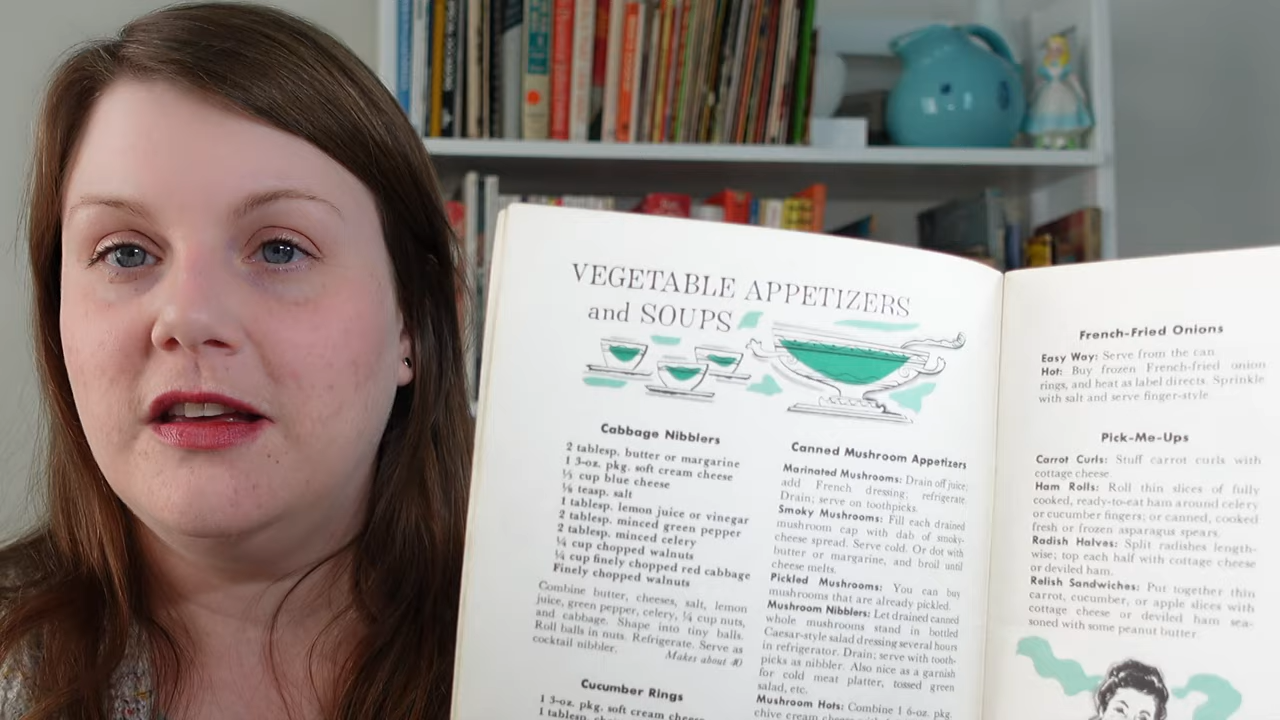 VEGETABLE APPETIZERS
and SOUPS
Cabbage Nibblers
2 tablesp. butter or margarine
1 3-oz. pkg. soft cream cheese
⅓ cup blue cheese
⅛ teasp. salt
1 tablesp. lemon juice or vinegar
2 tablesp. minced green pepper
2 tablesp. minced celery
¼ cup chopped walnuts
¼ cup finely chopped red cabbage
Finely chopped walnuts
Combine butter, cheeses, salt, lemon
juice, green pepper, celery, ¼ cup nuts,
and cabbage. Shape into tiny balls.
Roll balls in nuts. Refrigerate. Serve as
cocktail nibbler.
Makes about 40
Cucumber Rings
1 3-oz. pkg. soft cream cheese
1 tablesp.
Canned Mushroom Appetizers
Marinated Mushrooms: Drain off juice;
add French dressing; refrigerate.
Drain; serve on toothpicks.
Smoky Mushrooms: Fill each drained
mushroom cap with dab of smoky-
cheese spread. Serve cold. Or dot with
butter or margarine, and broil until
cheese melts.
Pickled Mushrooms: You can buy
mushrooms that are already pickled.
Mushroom Nibblers: Let drained canned
whole mushrooms stand in bottled
Caesar-style salad dressing several hours
in refrigerator. Drain; serve with tooth-
picks as nibbler. Also nice as a garnish
for cold meat platter, tossed green
salad, etc.
Mushroom Hots: Combine 1 6-oz. pkg.
chive cream
French-Fried Onions
Easy Way: Serve from the can.
Hot: Buy frozen French-fried onion
rings, and heat as label directs. Sprinkle
with salt and serve finger-style.
Pick-Me-Ups
Carrot Curls: Stuff carrot curls with
cottage cheese.
Ham Rolls: Roll thin slices of fully
cooked, ready-to-eat ham around celery
or cucumber fingers; or canned, cooked
fresh or frozen asparagus spears.
Radish Halves: Split radishes length-
wise; top each half with cottage cheese
or deviled ham.
Relish Sandwiches: Put together thin
carrot, cucumber, or apple slices with
cottage cheese or deviled ham sea-
soned with some peanut butter.